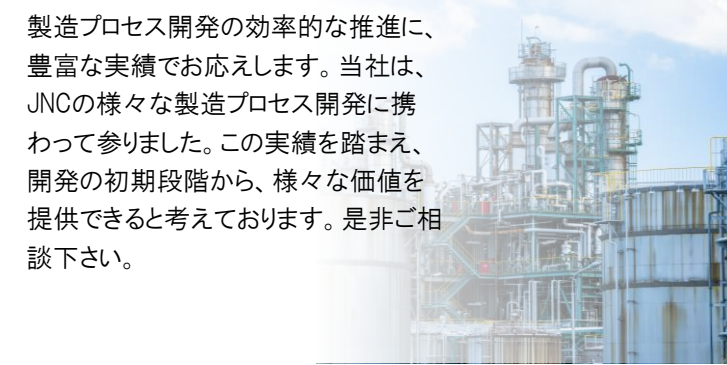 製造プロセス開発の効率的な推進に、
豊富な実績でお応えします。当社は、
JNCの様々な製造プロセス開発に携
わって参りました。この実績を踏まえ、
開発の初期段階から、様々な価値を
提供できると考えております。是非ご相
談下さい。